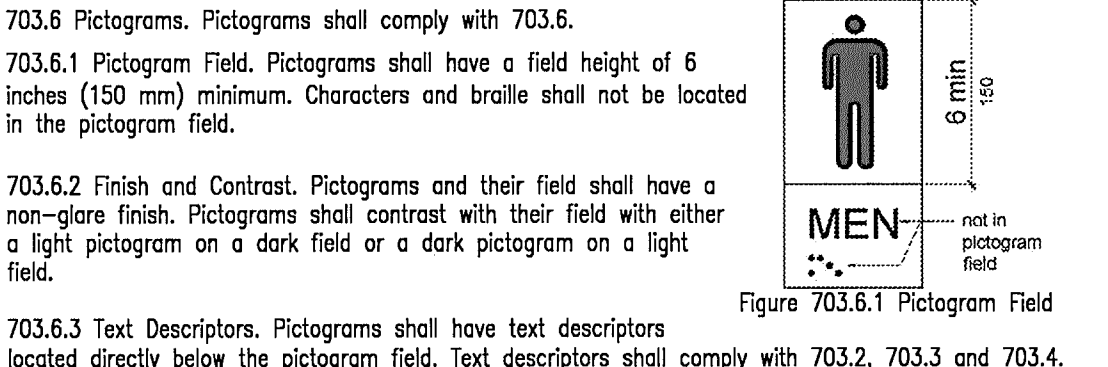 703.6 Pictograms. Pictograms shall comply with 703.6.
703.6.1 Pictogram Field. Pictograms shall have a field height of 6
inches (150 mm) minimum. Characters and braille shall not be located
in the pictogram field.
703.6.2 Finish and Contrast. Pictograms and their field shall have a
non-glare finish. Pictograms shall contrast with their field with either
a light pictogram on a dark field or a dark pictogram on a light
field.
703.6.3 Text Descriptors. Pictograms shall have text descriptors
located directly below the pictogram field. Text descriptors shall comply with 703.2, 703.3 and 703.4.
6 min
150
MEN
not in
pictogram
field
Figure 703.6.1 Pictogram Field